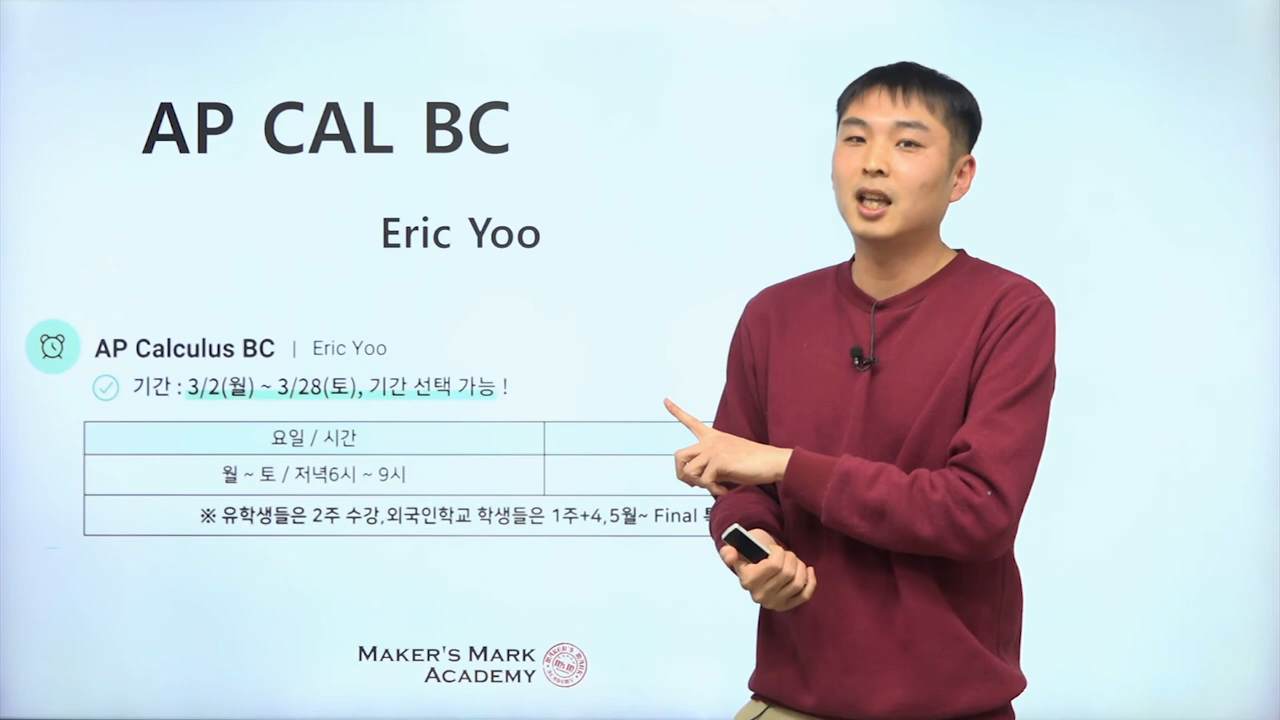 AP CAL BC
Eric Yoo
AP Calculus BC | Eric Yoo
기간 : 3/2(월) ~ 3/28(토), 기간 선택 가능 !
요일 / 시간
월 ~ 토 / 저녁6시 ~ 9시
※ 유학생들은 2주 수강,외국인학교 학생들은 1주+4,5월~ Final
MAKER'S MARK
ACADEMY